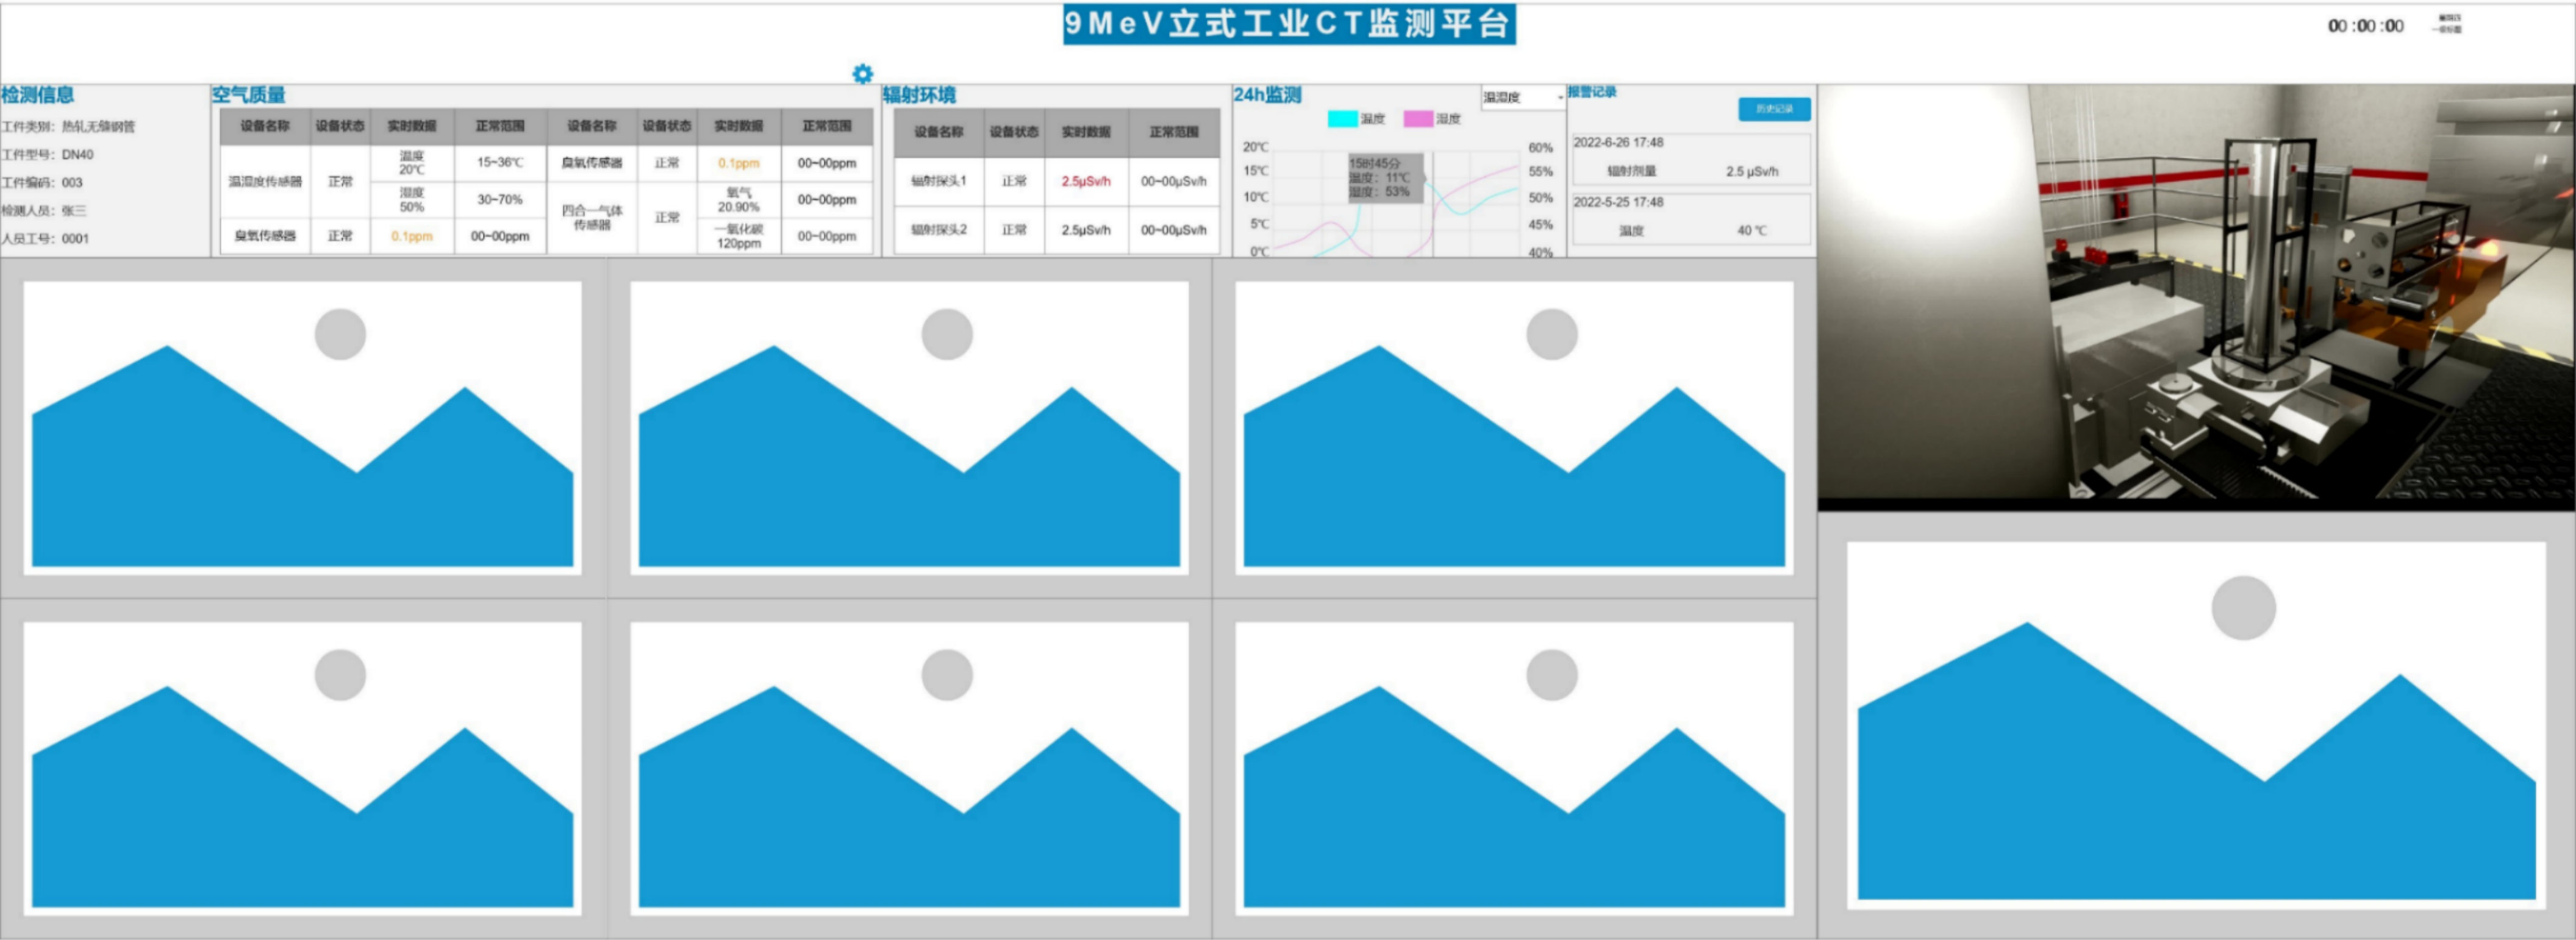 9MeV立式工业CT监测平台
00:00:00
检测信息
工件类别：热轧无缝钢管
工件型号：DN40
工件编码：003
检测人员：张三
人员工号：0001
空气质量
设备名称 设备状态 实时数据 正常范围 设备名称 设备状态 实时数据 正常范围
温湿度传感器 正常
温度
20℃
15~36℃
湿度
50%
30~70%
臭氧传感器 正常 0.1ppm 00~00ppm
臭氧传感器 正常 0.1ppm 00~00ppm
四合一气体
传感器
正常
氧气
20.90%
00~00ppm
一氧化碳
120ppm
00~00ppm
辐射环境
设备名称 设备状态 实时数据 正常范围
辐射探头1 正常 2.5μSv/h 00~00μSv/h
辐射探头2 正常 2.5μSv/h 00~00μSv/h
24h监测
温湿度
温度 湿度
20℃ 60%
15℃ 55%
10℃ 50%
5℃ 45%
0℃ 40%
15时45分
温度：11℃
湿度：53%
报警记录
历史记录
2022-6-26 17:48
辐射剂量 2.5 μSv/h
2022-5-25 17:48
温度 40 ℃